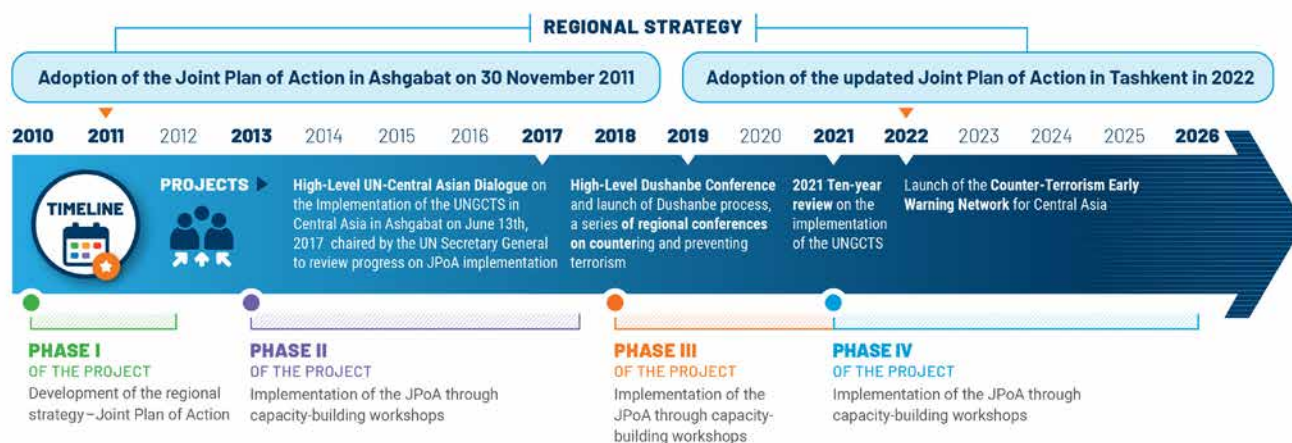 REGIONAL STRATEGY
Adoption of the Joint Plan of Action in Ashgabat on 30 November 2011
Adoption of the updated Joint Plan of Action in Tashkent in 2022
2010 2011 2012 2013 2014 2015 2016 2017 2018 2019 2020 2021 2022 2023 2024 2025 2026
TIMELINE
PROJECTS
High-Level UN-Central Asian Dialogue on
the Implementation of the UNGCTS in
Central Asia in Ashgabat on June 13th,
2017 chaired by the UN Secretary General
to review progress on JPoA implementation
High-Level Dushanbe Conference
and launch of Dushanbe process,
a series of regional conferences
on countering and preventing
terrorism
2021 Ten-year
review on the
implementation
of the UNGCTS
Launch of the Counter-Terrorism Early
Warning Network for Central Asia
PHASE I
OF THE PROJECT
Development of the regional
strategy–Joint Plan of Action
PHASE II
OF THE PROJECT
Implementation of the JPoA through
capacity-building workshops
PHASE III
OF THE PROJECT
Implementation of the
JPoA through capacity-
building workshops
PHASE IV
OF THE PROJECT
Implementation of the JPoA through
capacity-building workshops